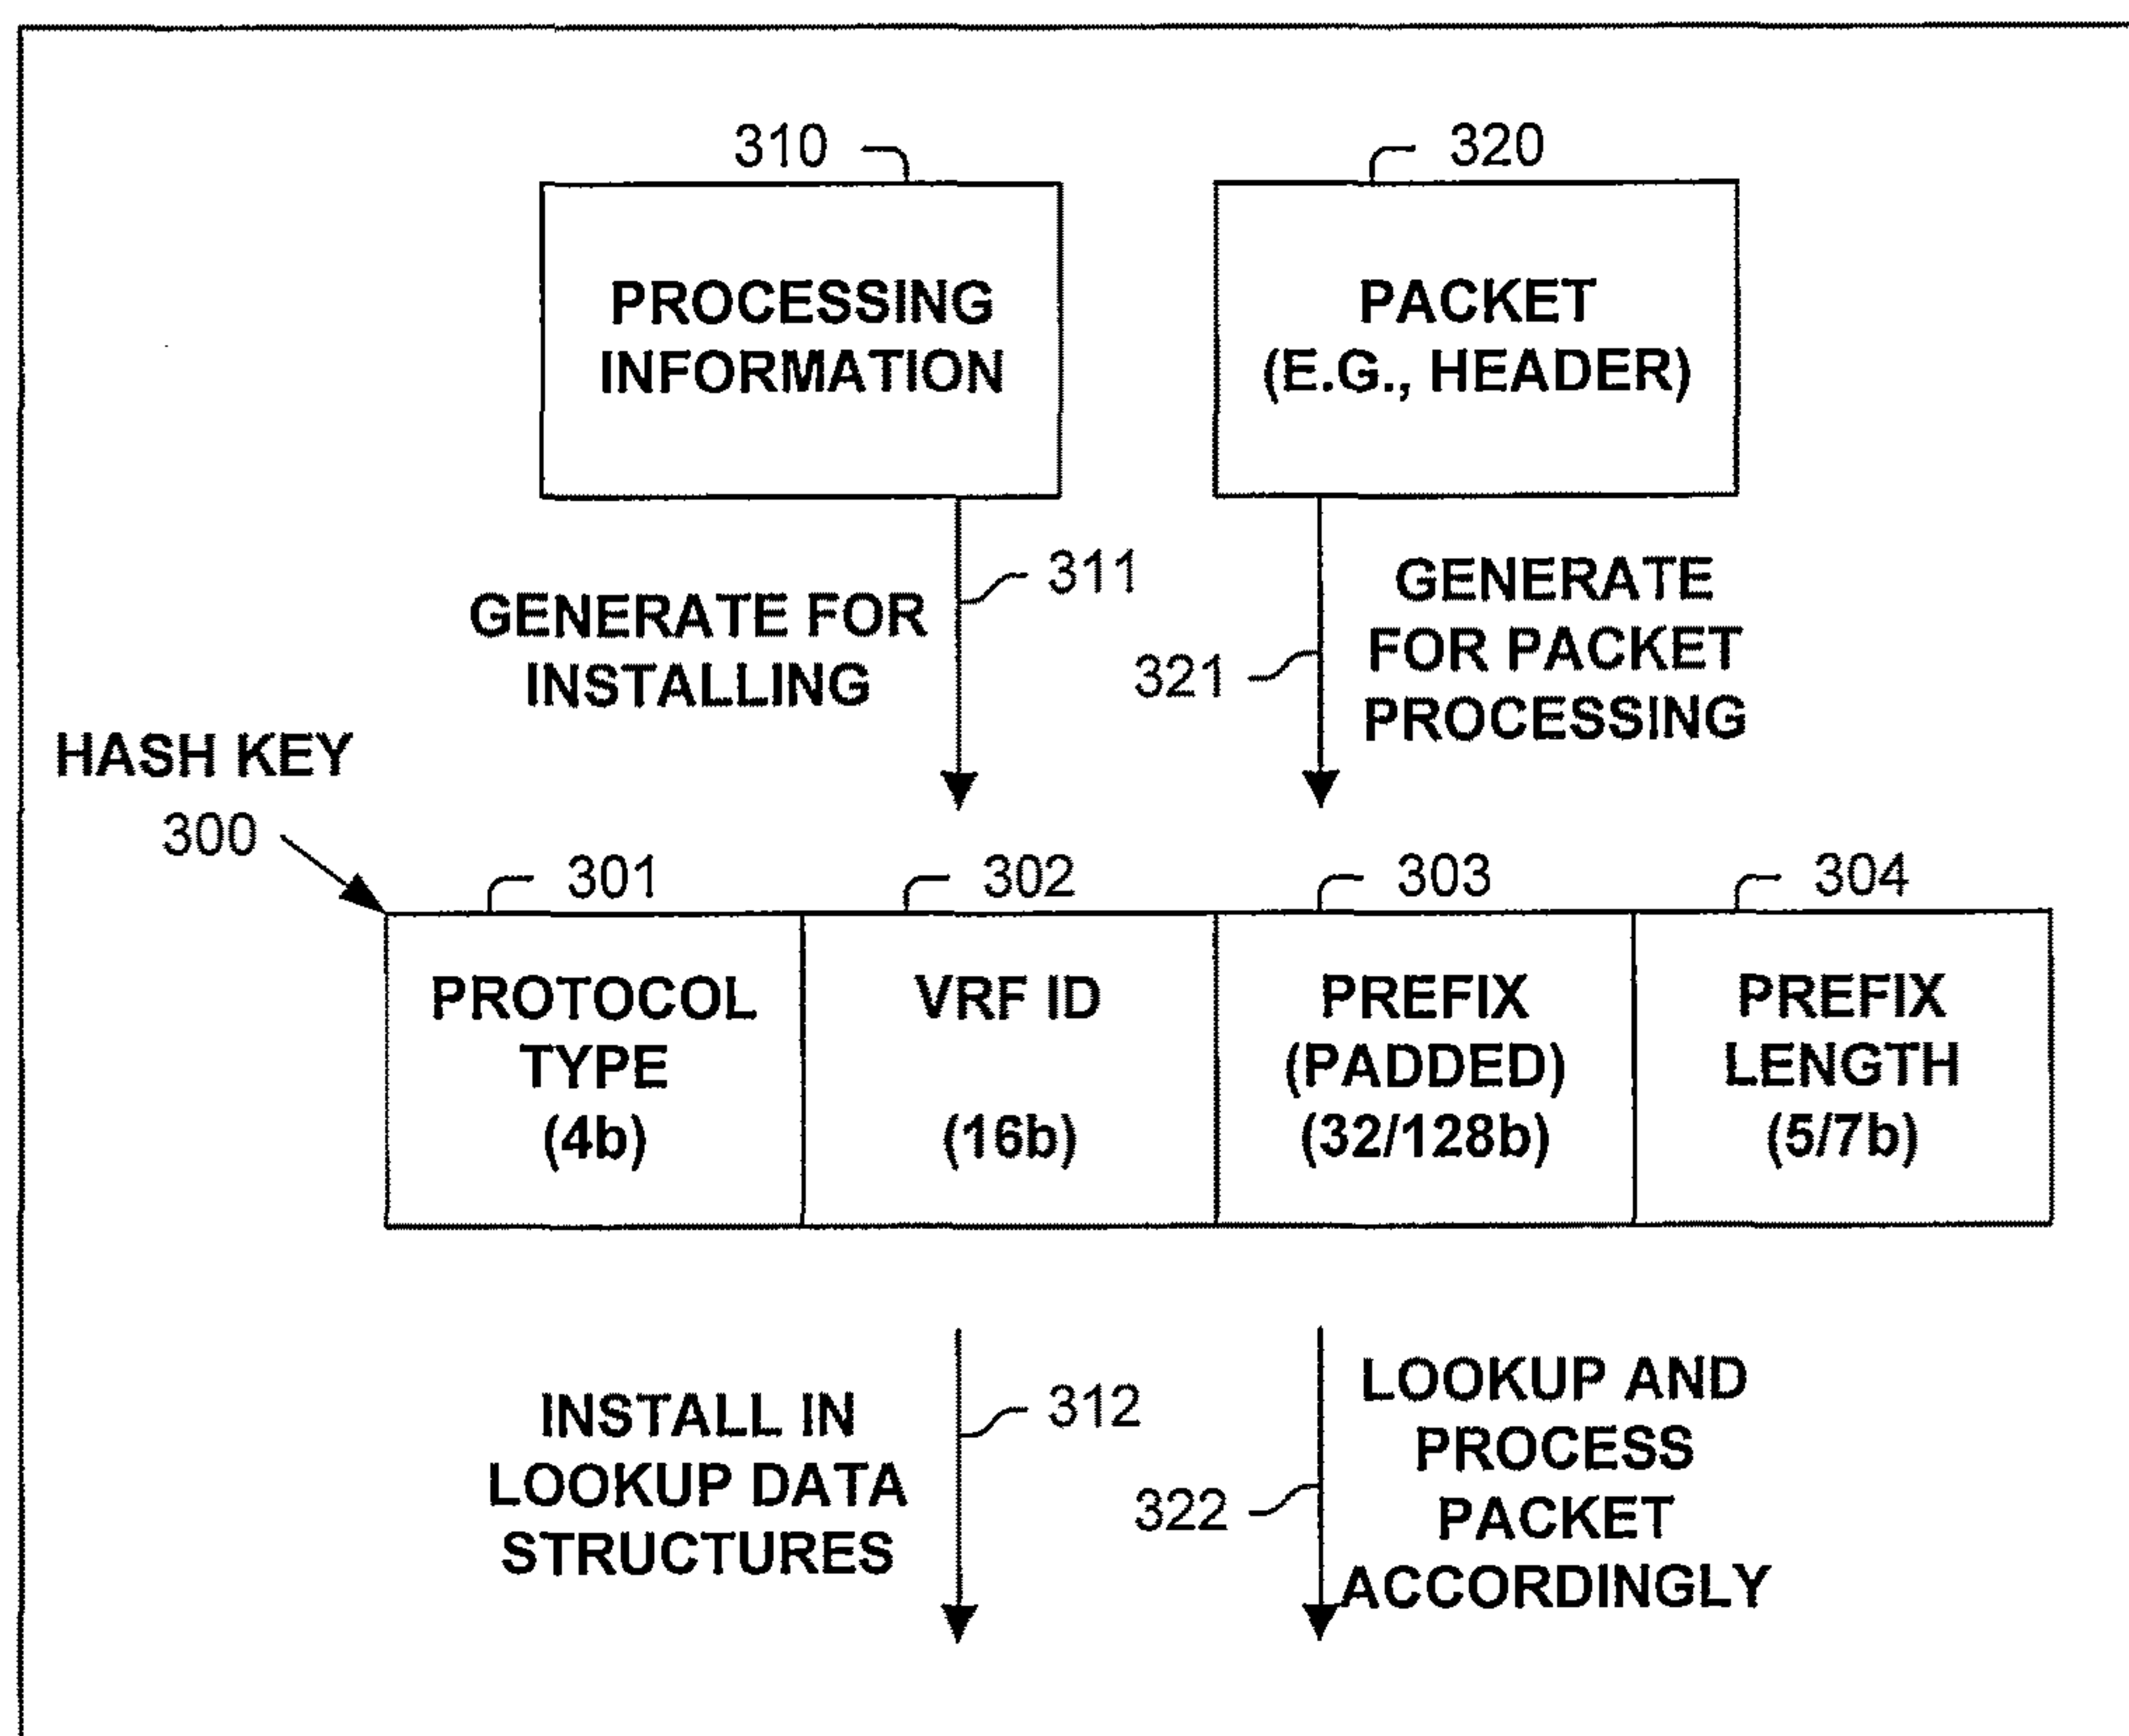 310
320
PROCESSING
INFORMATION
PACKET
(E.G., HEADER)
311
GENERATE FOR
INSTALLING
321
GENERATE
FOR PACKET
PROCESSING
HASH KEY
300
301
302
303
304
PROTOCOL
TYPE
(4b)
VRF ID
(16b)
PREFIX
(PADDED)
(32/128b)
PREFIX
LENGTH
(5/7b)
INSTALL IN
LOOKUP DATA
STRUCTURES
312
322
LOOKUP AND
PROCESS
PACKET
ACCORDINGLY